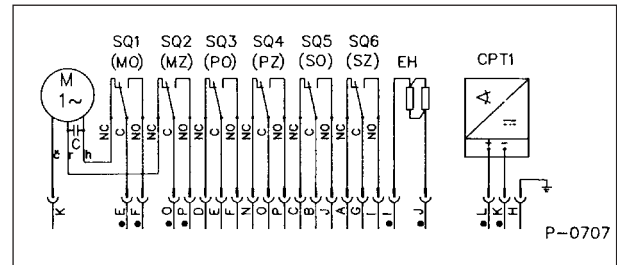 SQ1 SQ2 SQ3 SQ4 SQ5 SQ6
(MO) (MZ) (PO) (PZ) (SO) (SZ) EH CPT1
M
1~
C
č r h
NC C NO NC C NO NC C NO NC C NO NC C NO NC C NO
K E F O P D E F N O P C B J A G I I J L K H
P-0707